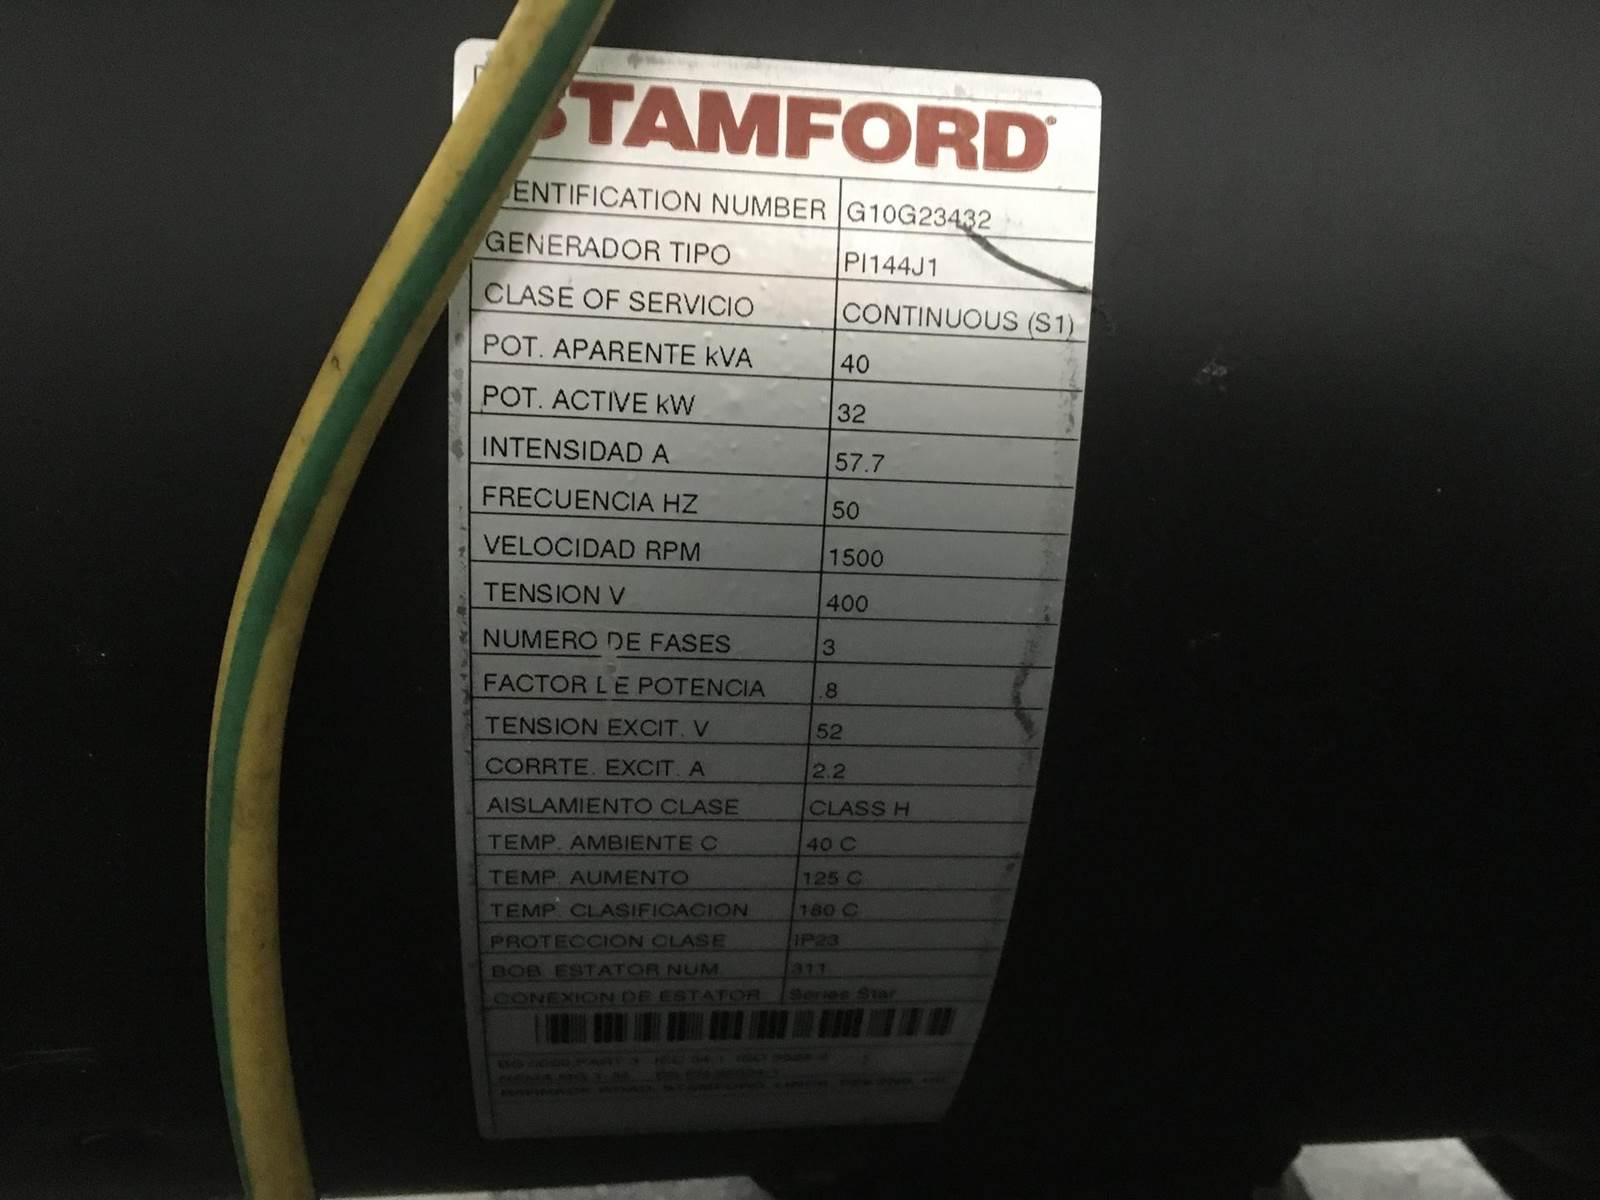 STAMFORD
ENTIFICATION NUMBER G10G23432
GENERADOR TIPO PI144J1
CLASE OF SERVICIO CONTINUOUS (S1)
POT. APARENTE kVA 40
POT. ACTIVE kW 32
INTENSIDAD A 57.7
FRECUENCIA HZ 50
VELOCIDAD RPM 1500
TENSION V 400
NUMERO DE FASES 3
FACTOR DE POTENCIA .8
TENSION EXCIT. V 52
CORRTE. EXCIT. A 2.2
AISLAMIENTO CLASE CLASS H
TEMP. AMBIENTE C 40 C
TEMP. AUMENTO 125 C
TEMP. CLASIFICACION 180 C
PROTECCION CLASE IP23
BOB. ESTATOR NUM. 311
CONEXION DE ESTATOR Series Star